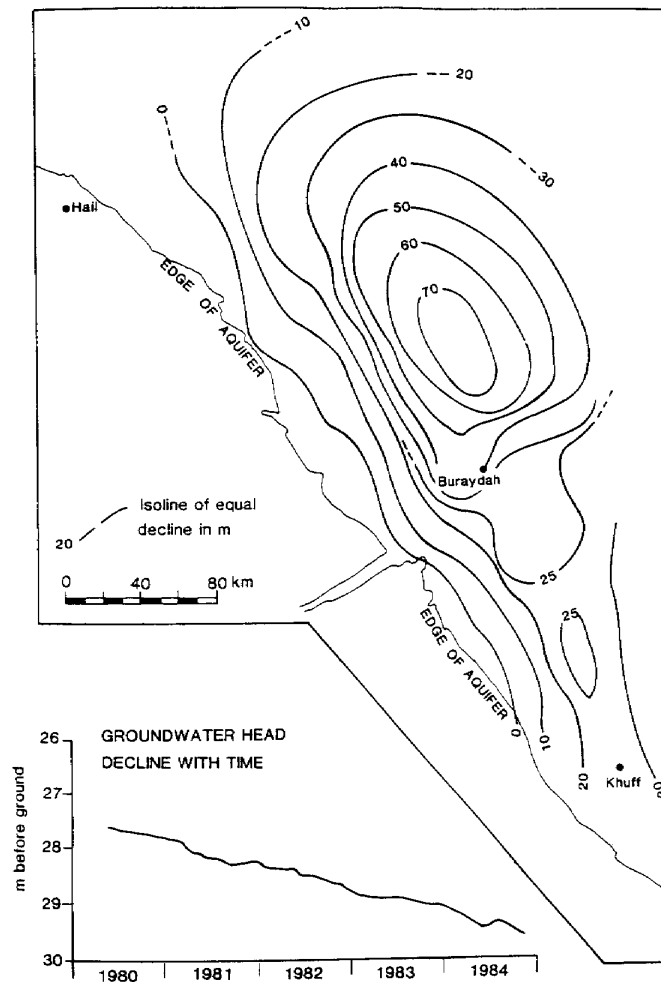 10
20
0
30
40
50
60
70
Hail
EDGE OF AQUIFER
Buraydah
Isoline of equal
decline in m
20
0 40 80 km
25
25
EDGE OF AQUIFER
0
10
20
20
Khuff
GROUNDWATER HEAD
DECLINE WITH TIME
m before ground
26
27
28
29
30
1980 1981 1982 1983 1984